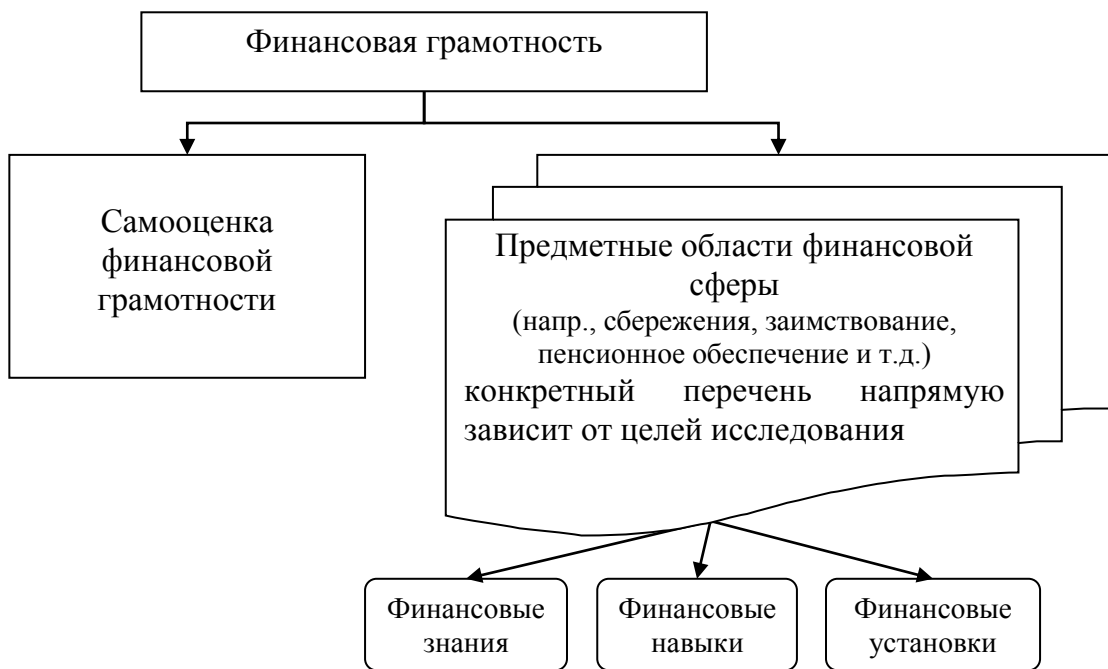 Финансовая грамотность
Самооценка
финансовой
грамотности
Предметные области финансовой
сферы
(напр., сбережения, заимствование,
пенсионное обеспечение и т.д.)
конкретный перечень напрямую
зависит от целей исследования
Финансовые
знания
Финансовые
навыки
Финансовые
установки